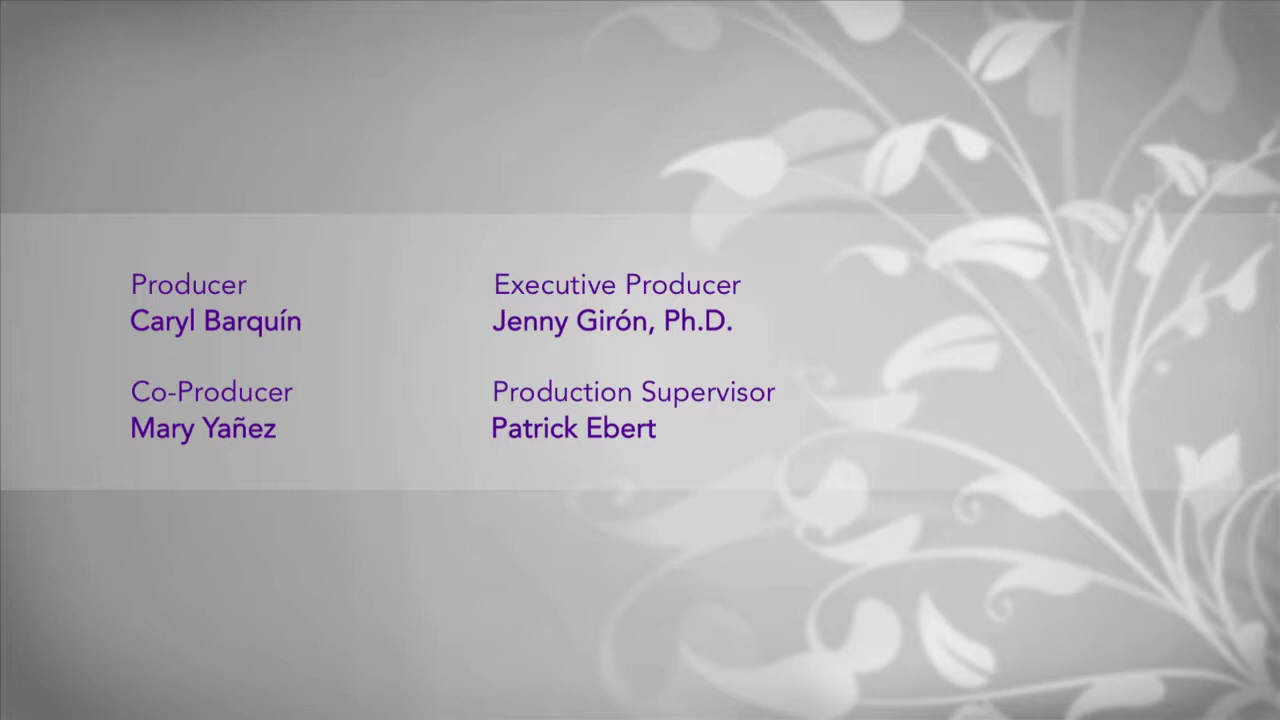 Producer
Caryl Barquín
Executive Producer
Jenny Girón, Ph.D.
Co-Producer
Mary Yañez
Production Supervisor
Patrick Ebert